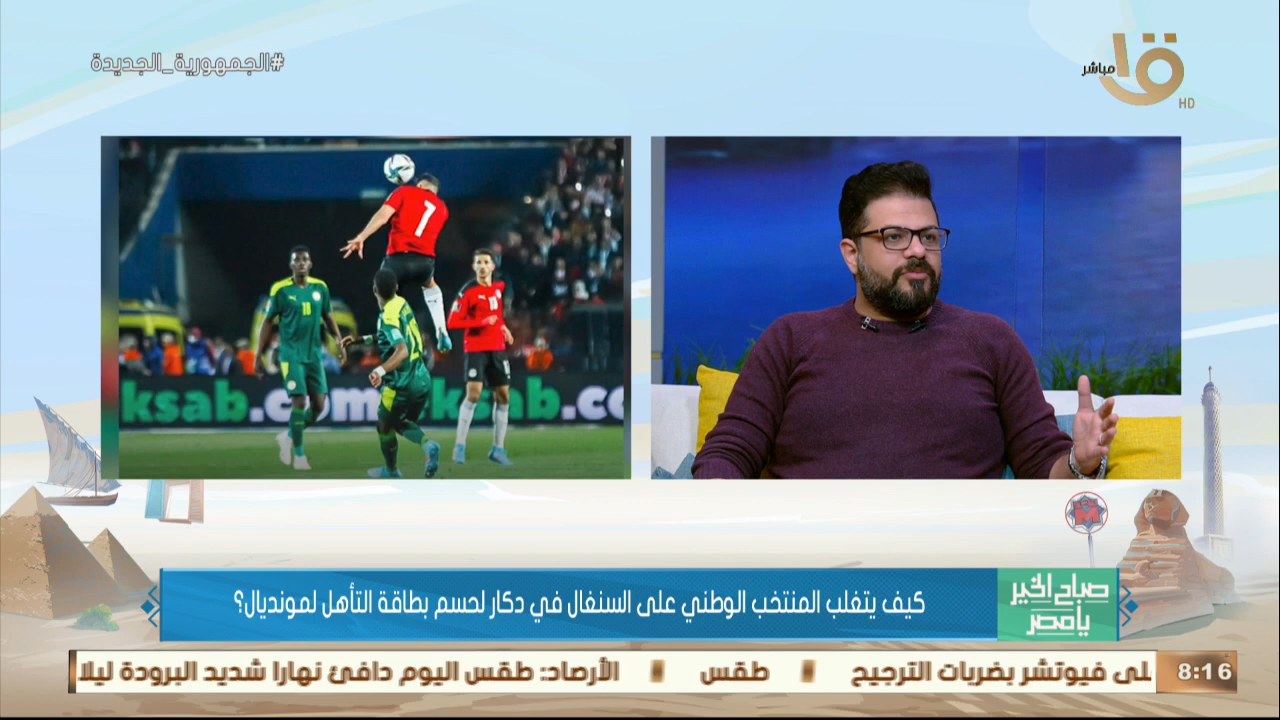 #الجمهورية_الجديدة
مباشر
HD
7
18
ksab.com
ksab.co
M
صباح الخير
يا مصر
كيف يتغلب المنتخب الوطني على السنغال في دكار لحسم بطاقة التأهل لمونديال؟
8:16
لى فيوتشر بضربات الترجيح
طقس
الأرصاد: طقس اليوم دافئ نهارا شديد البرودة ليلا